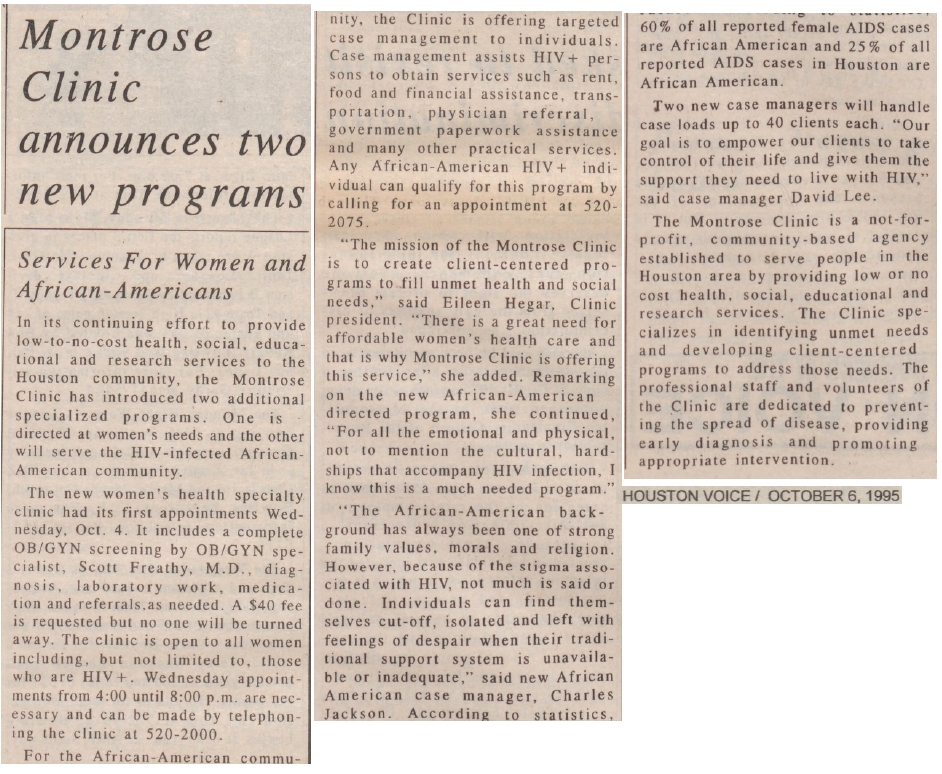 Montrose
Clinic
announces two
new programs
Services For Women and
African-Americans
In its continuing effort to provide
low-to-no-cost health, social, educa-
tional and research services to the
Houston community, the Montrose
Clinic has introduced two additional
specialized programs. One is
directed at women's needs and the other
will serve the HIV-infected African-
American community.
The new women's health specialty
clinic had its first appointments Wed-
nesday, Oct. 4. It includes a complete
OB/GYN screening by OB/GYN spe-
cialist, Scott Freathy, M.D., diag-
nosis, laboratory work, medica-
tion and referrals.as needed. A $40 fee
is requested but no one will be turned
away. The clinic is open to all women
including, but not limited to, those
who are HIV+. Wednesday appoint-
ments from 4:00 until 8:00 p.m. are nec-
essary and can be made by telephon-
ing the clinic at 520-2000.
For the African-American commu-
nity, the Clinic is offering targeted
case management to individuals.
Case management assists HIV+ per-
sons to obtain services such as rent,
food and financial assistance, trans-
portation, physician referral,
government paperwork assistance
and many other practical services.
Any African-American HIV+ indi-
vidual can qualify for this program by
calling for an appointment at 520-
2075.
"The mission of the Montrose Clinic
is to create client-centered pro-
grams to fill unmet health and social
needs," said Eileen Hegar, Clinic
president. "There is a great need for
affordable women's health care and
that is why Montrose Clinic is offering
this service," she added. Remarking
on the new African-American
directed program, she continued,
"For all the emotional and physical,
not to mention the cultural, hard-
ships that accompany HIV infection, I
know this is a much needed program."
"The African-American back-
ground has always been one of strong
family values, morals and religion.
However, because of the stigma asso-
ciated with HIV, not much is said or
done. Individuals can find them-
selves cut-off, isolated and left with
feelings of despair when their tradi-
tional support system is unavaila-
ble or inadequate," said new African
American case manager, Charles
Jackson. According to statistics,
60% of all reported female AIDS cases
are African American and 25% of all
reported AIDS cases in Houston are
African American.
Two new case managers will handle
case loads up to 40 clients each. "Our
goal is to empower our clients to take
control of their life and give them the
support they need to live with HIV,"
said case manager David Lee.
The Montrose Clinic is a not-for-
profit, community-based agency
established to serve people in the
Houston area by providing low or no
cost health, social, educational and
research services. The Clinic spe-
cializes in identifying unmet needs
and developing client-centered
programs to address those needs. The
professional staff and volunteers of
the Clinic are dedicated to prevent-
ing the spread of disease, providing
early diagnosis and promoting
appropriate intervention.
HOUSTON VOICE / OCTOBER 6, 1995